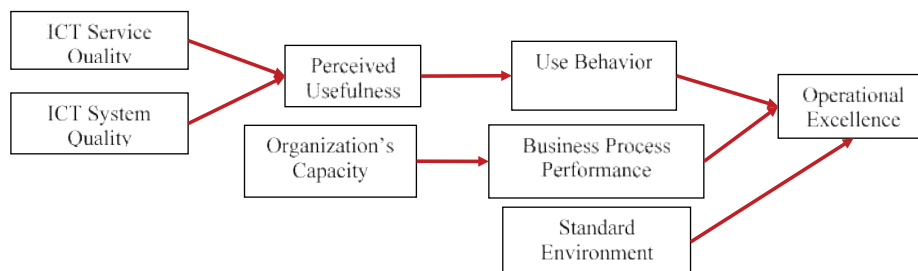 ICT Service
Quality
ICT System
Quality
Perceived
Usefulness
Organization's
Capacity
Use Behavior
Business Process
Performance
Standard
Environment
Operational
Excellence